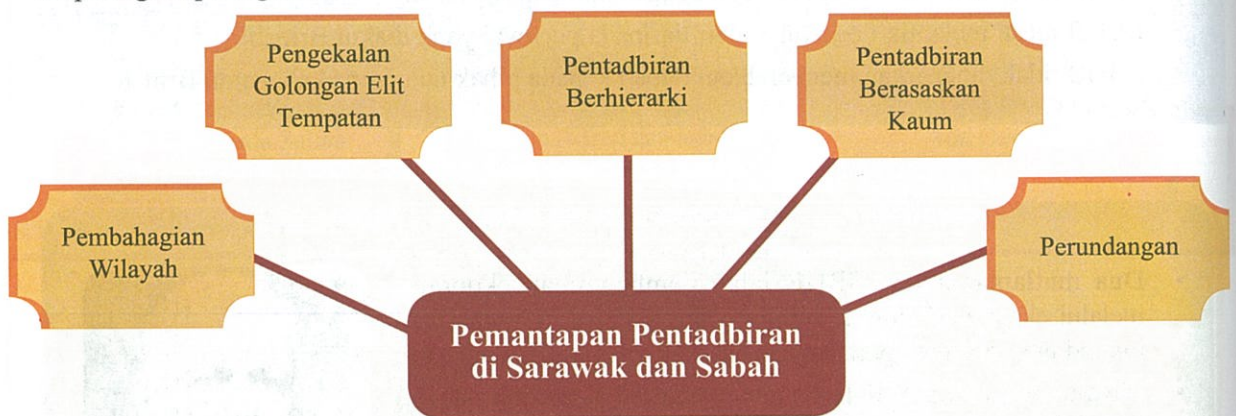 Pengekalan
Golongan Elit
Tempatan
Pentadbiran
Berhierarki
Pentadbiran
Berasaskan
Kaum
Pembahagian
Wilayah
Perundangan
Pemantapan Pentadbiran
di Sarawak dan Sabah